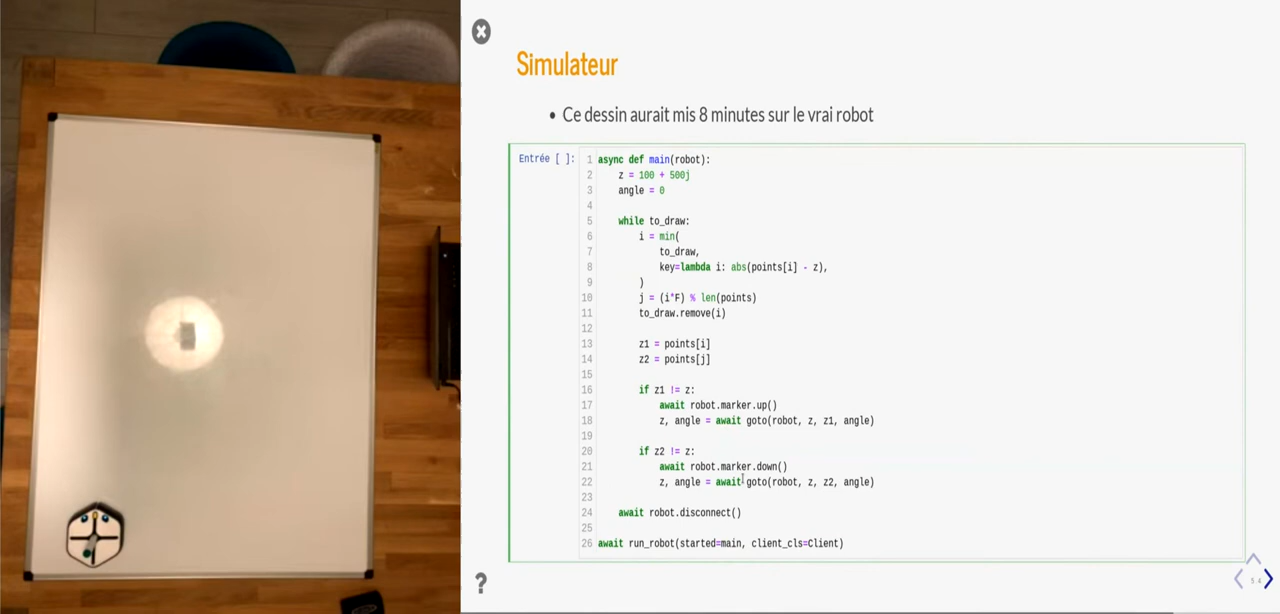 Simulateur
• Ce dessin aurait mis 8 minutes sur le vrai robot
Entrée [ ]:
1 async def main(robot):
2     z = 100 + 500j
3     angle = 0
4
5     while to_draw:
6         i = min(
7             to_draw,
8             key=lambda i: abs(points[i] - z),
9         )
10         j = (i*F) % len(points)
11         to_draw.remove(i)
12
13         z1 = points[i]
14         z2 = points[j]
15
16         if z1 != z:
17             await robot.marker.up()
18             z, angle = await goto(robot, z, z1, angle)
19
20         if z2 != z:
21             await robot.marker.down()
22             z, angle = await goto(robot, z, z2, angle)
23
24     await robot.disconnect()
25
26 await run_robot(started=main, client_cls=Client)
?
5.4